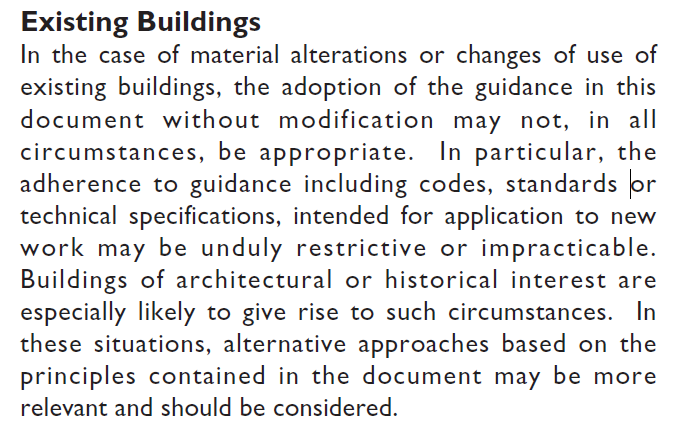 Existing Buildings
In the case of material alterations or changes of use of
existing buildings, the adoption of the guidance in this
document without modification may not, in all
circumstances, be appropriate. In particular, the
adherence to guidance including codes, standards or
technical specifications, intended for application to new
work may be unduly restrictive or impracticable.
Buildings of architectural or historical interest are
especially likely to give rise to such circumstances. In
these situations, alternative approaches based on the
principles contained in the document may be more
relevant and should be considered.